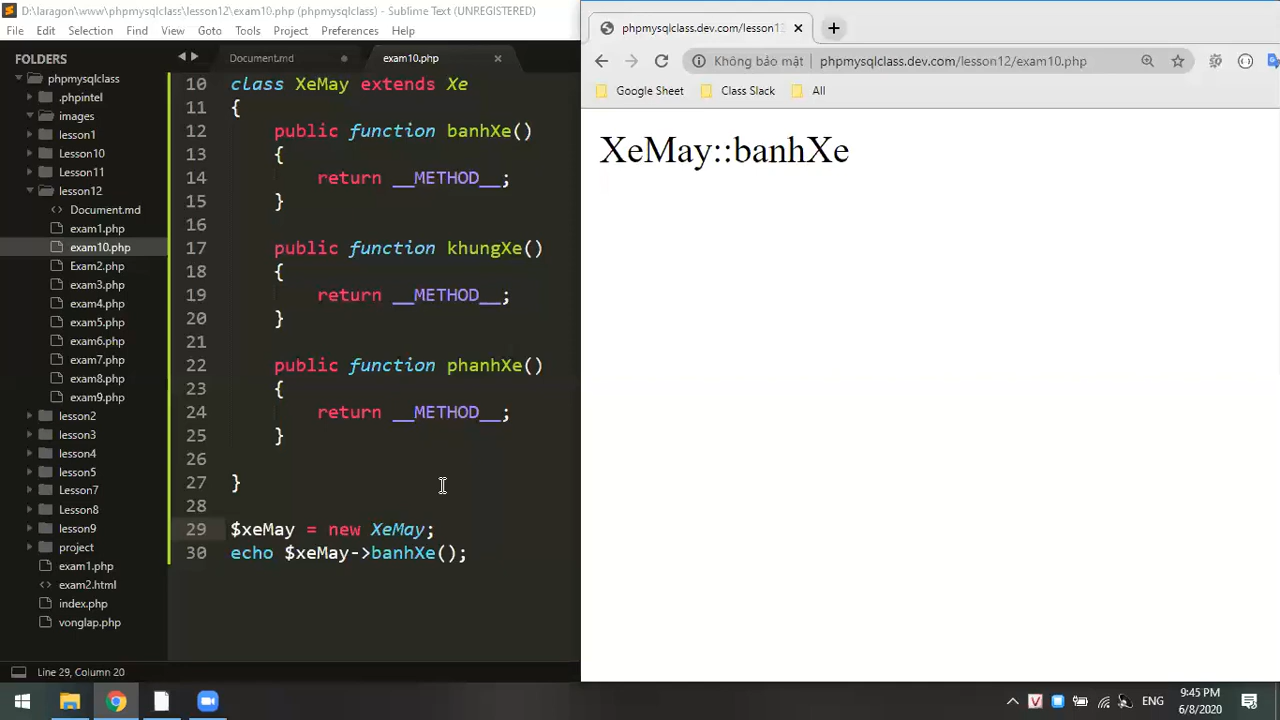 D:\laragon\www\phpmysqlclass\lesson12\exam10.php (phpmysqlclass) - Sublime Text (UNREGISTERED)
File Edit Selection Find View Goto Tools Project Preferences Help
FOLDERS
phpmysqlclass
.phpintel
images
lesson1
Lesson10
Lesson11
lesson12
<> Document.md
exam1.php
exam10.php
Exam2.php
exam3.php
exam4.php
exam5.php
exam6.php
exam7.php
exam8.php
exam9.php
lesson2
lesson3
lesson4
lesson5
Lesson7
Lesson8
lesson9
project
exam1.php
<> exam2.html
index.php
vonglap.php
Document.md
exam10.php
10 class XeMay extends Xe
11 {
12 public function banhXe()
13 {
14 return __METHOD__;
15 }
16
17 public function khungXe()
18 {
19 return __METHOD__;
20 }
21
22 public function phanhXe()
23 {
24 return __METHOD__;
25 }
26
27 }
28
29 $xeMay = new XeMay;
30 echo $xeMay->banhXe();
Line 29, Column 20
phpmysqlclass.dev.com/lesson12
Không bảo mật phpmysqlclass.dev.com/lesson12/exam10.php
Google Sheet Class Slack All
XeMay::banhXe
ENG
9:45 PM
6/8/2020